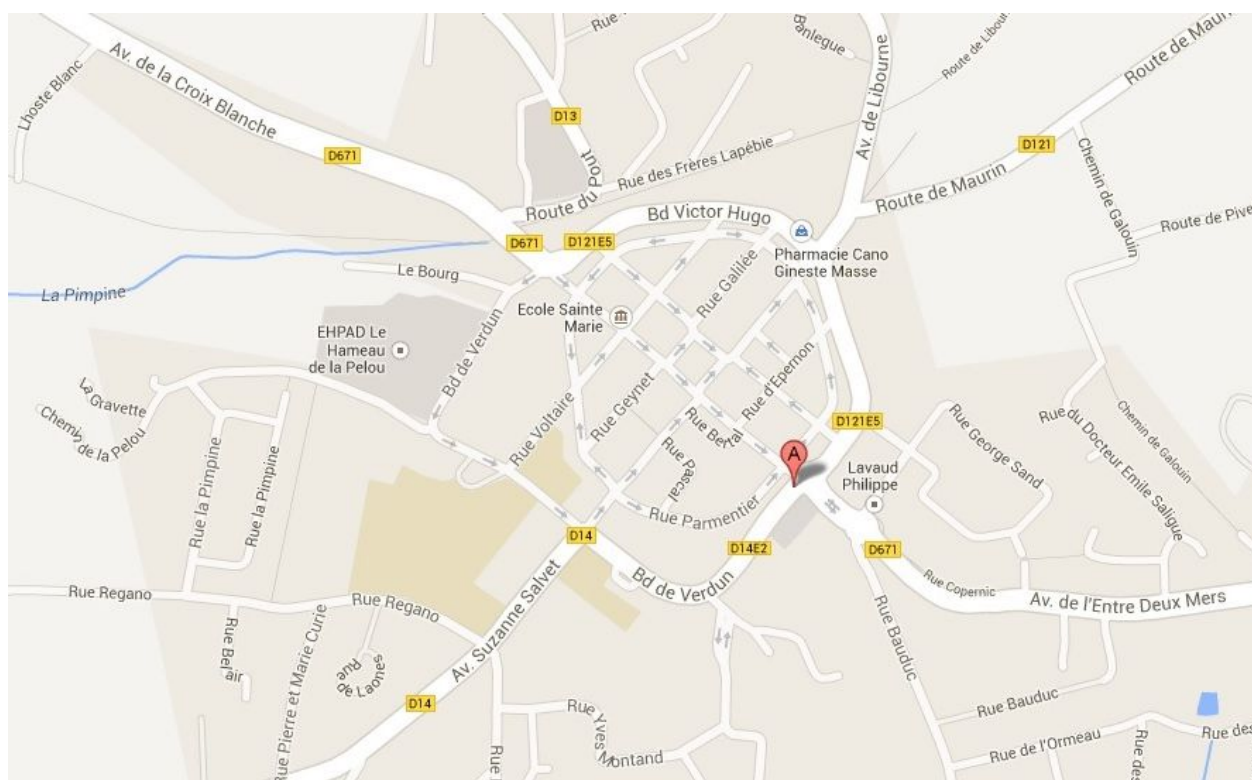 Rue
Banlegue
Route de Libou
Route de Mau
Lhoste Blanc
Av. de la Croix Blanche
D13
Av. de Libourne
D671
D121
Rue des Frères Lapébie
Route de Maurin
Chemin de Galouin
Route du Pont
Bd Victor Hugo
Route de Pive
D671
D121E5
Pharmacie Cano
Gineste Masse
Le Bourg
Rue Galilée
La Pimpine
Ecole Sainte
Marie
EHPAD Le
Hameau
de la Pelou
Bd de Verdun
Rue d'Epernon
La Gravette
Rue Voltaire
Rue Geynet
Chemin
de la Pelou
Rue Bertal
D121E5
Rue George Sand
Rue du Docteur Emile Saligue
Chemin de Galouin
A
Rue Pascal
Lavaud
Philippe
Rue la Pimpine
Rue la Pimpine
Rue Parmentier
D14
D14E2
D671
Bd de Verdun
Rue Copernic
Rue Regano
Rue Regano
Av. de l'Entre Deux Mers
Rue Bel air
Rue Pierre et Marie Curie
Rue
de Laones
Av. Suzanne Salvet
Rue Bauduc
D14
Rue Yves
Montand
Rue Bauduc
Rue de l'Ormeau
Rue des
Rue des